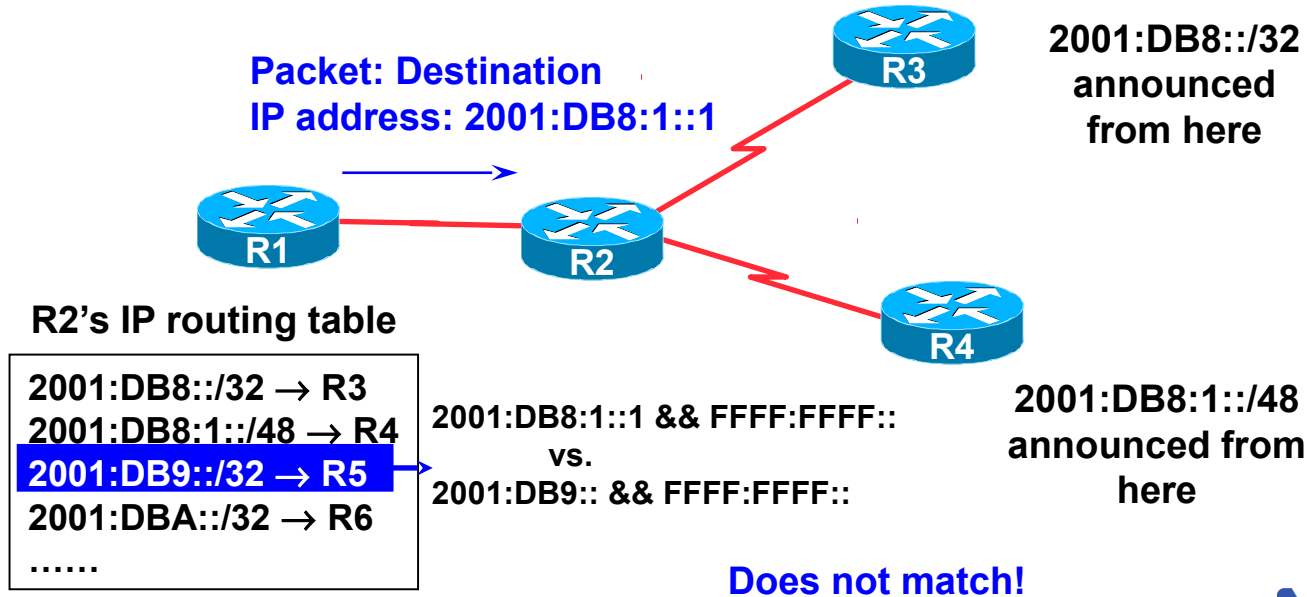 Packet: Destination
IP address: 2001:DB8:1::1
R3
2001:DB8::/32
announced
from here
R1
R2
R4
R2’s IP routing table
2001:DB8::/32 → R3
2001:DB8:1::/48 → R4
2001:DB9::/32 → R5
2001:DBA::/32 → R6
……
2001:DB8:1::1 && FFFF:FFFF::
vs.
2001:DB9:: && FFFF:FFFF::
2001:DB8:1::/48
announced from
here
Does not match!